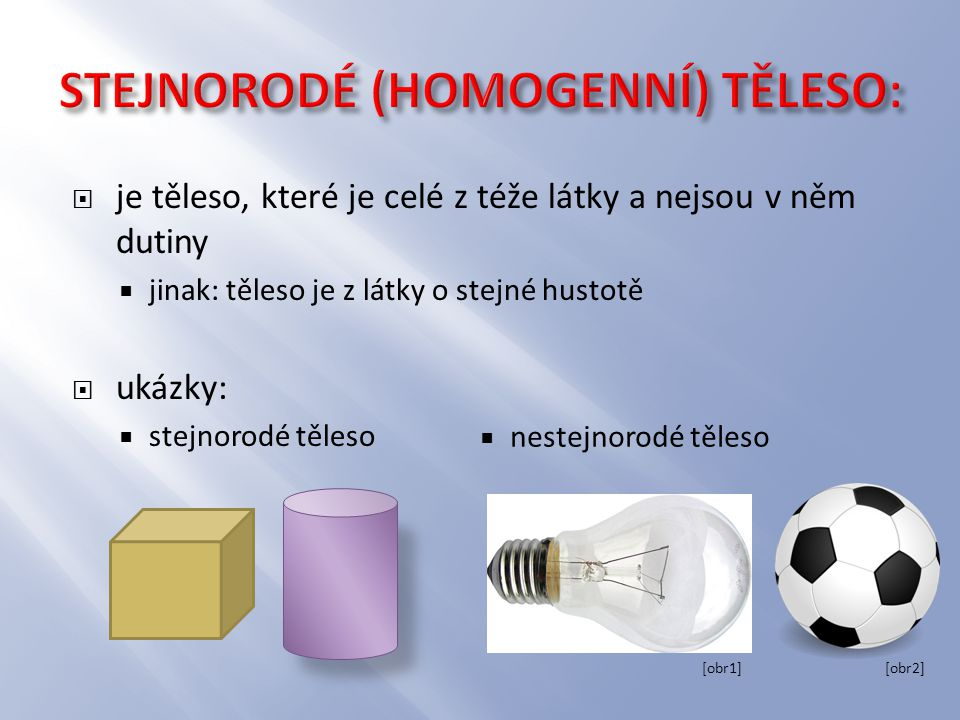 STEJNORODÉ (HOMOGENNÍ) TĚLESO:
je těleso, které je celé z téže látky a nejsou v něm
dutiny
jinak: těleso je z látky o stejné hustotě
ukázky:
stejnorodé těleso
nestejnorodé těleso
[obr1]
[obr2]